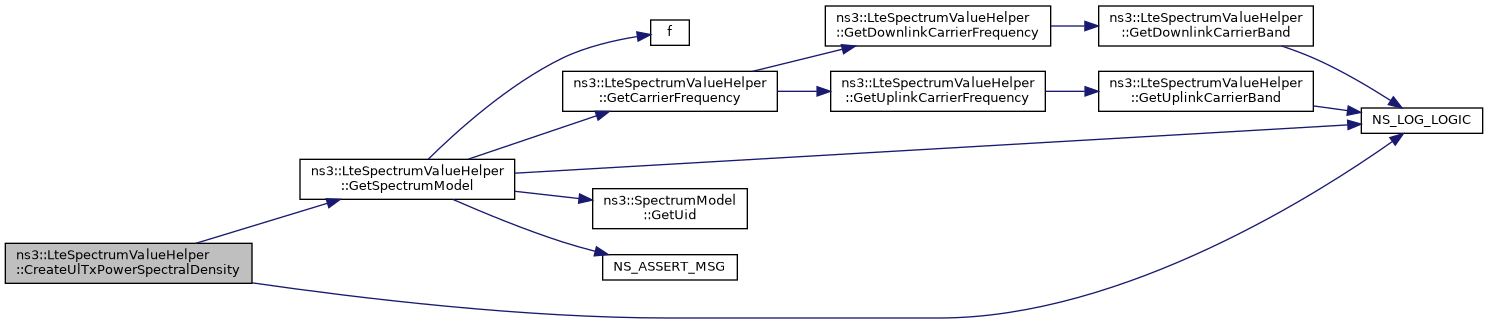 ns3::LteSpectrumValueHelper
::CreateUlTxPowerSpectralDensity
ns3::LteSpectrumValueHelper
::GetSpectrumModel
f
ns3::LteSpectrumValueHelper
::GetCarrierFrequency
ns3::LteSpectrumValueHelper
::GetDownlinkCarrierFrequency
ns3::LteSpectrumValueHelper
::GetDownlinkCarrierBand
ns3::LteSpectrumValueHelper
::GetUplinkCarrierFrequency
ns3::LteSpectrumValueHelper
::GetUplinkCarrierBand
NS_LOG_LOGIC
ns3::SpectrumModel
::GetUid
NS_ASSERT_MSG